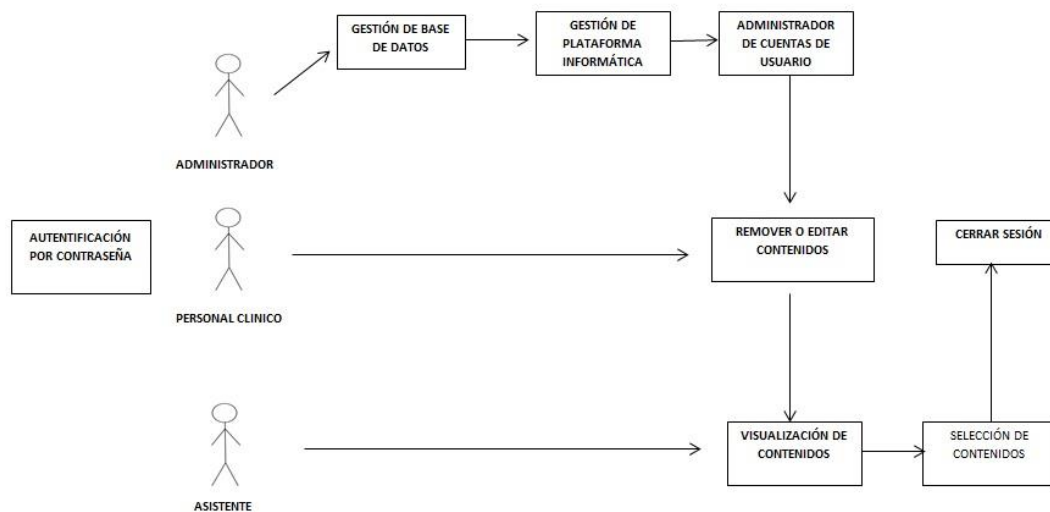 GESTIÓN DE BASE
DE DATOS
GESTIÓN DE
PLATAFORMA
INFORMÁTICA
ADMINISTRADOR
DE CUENTAS DE
USUARIO
ADMINISTRADOR
AUTENTIFICACIÓN
POR CONTRASEÑA
REMOVER O EDITAR
CONTENIDOS
CERRAR SESIÓN
PERSONAL CLINICO
VISUALIZACIÓN DE
CONTENIDOS
SELECCIÓN DE
CONTENIDOS
ASISTENTE